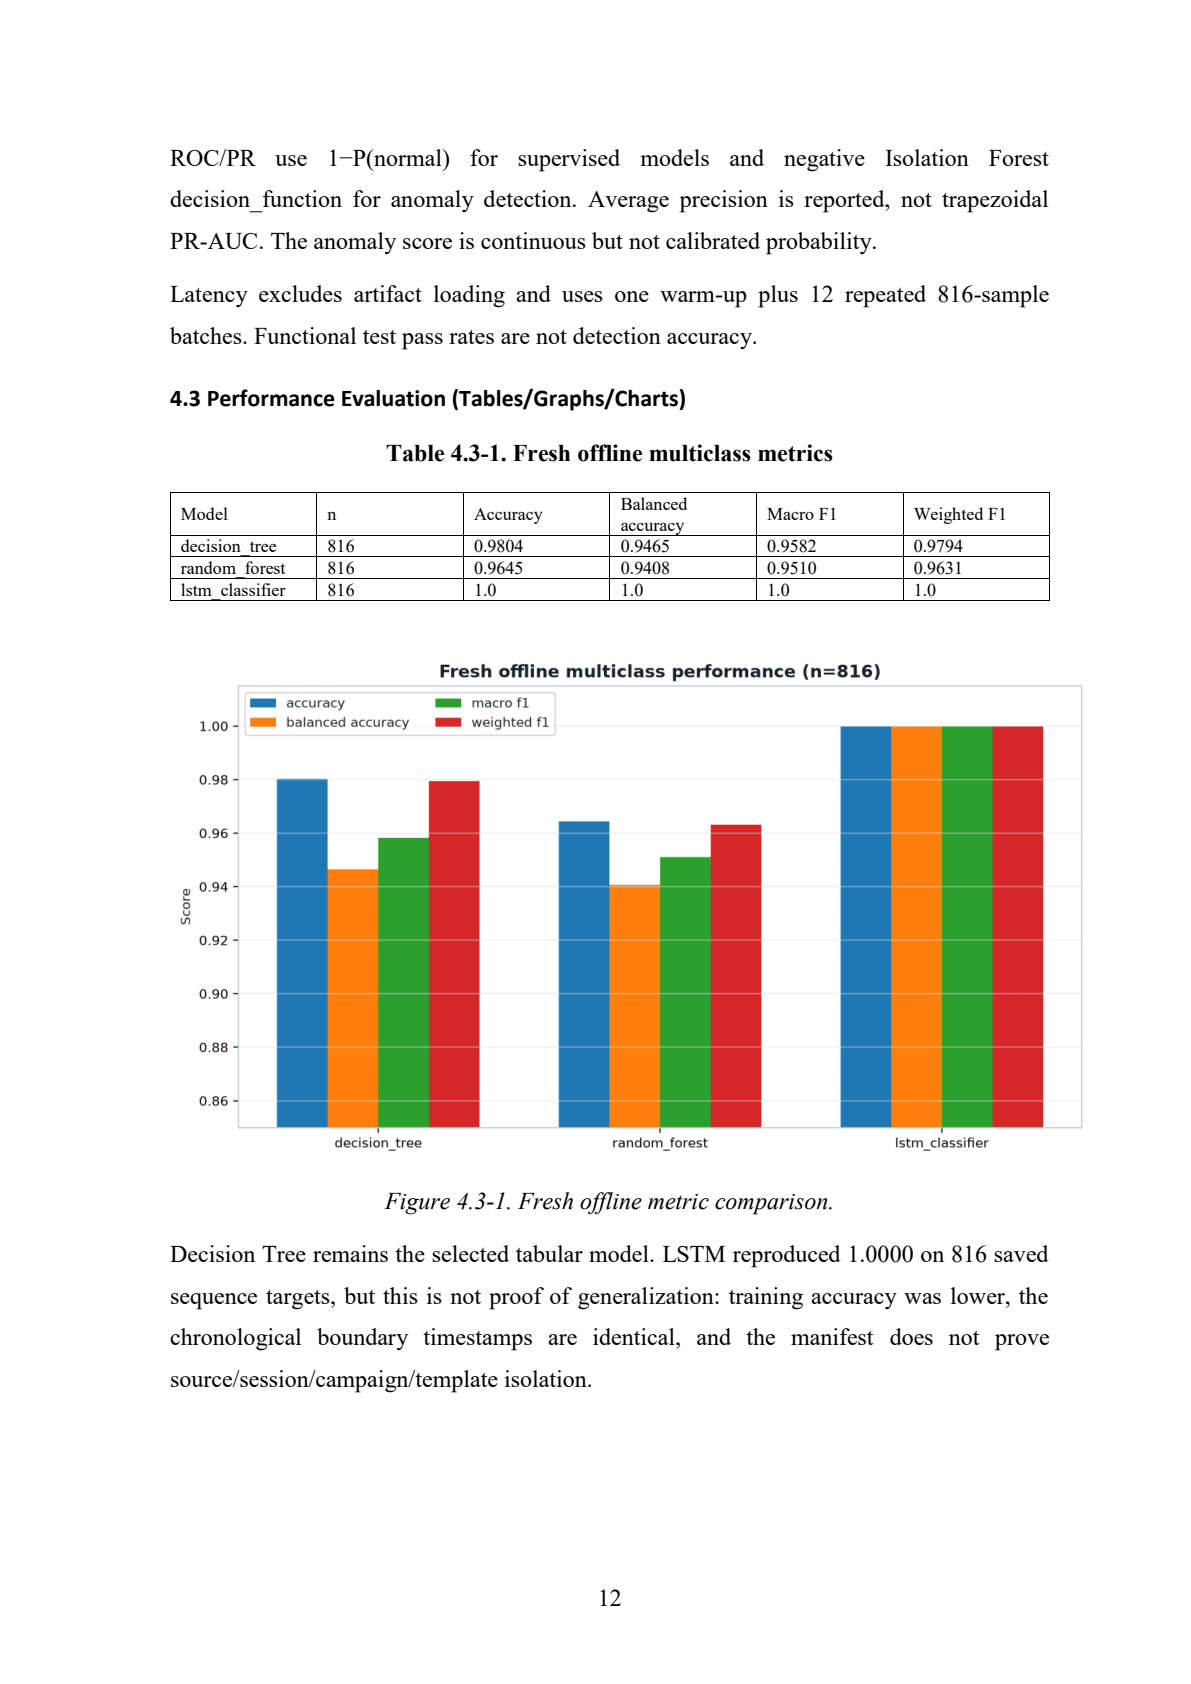 ROC/PR use 1−P(normal) for supervised models and negative Isolation Forest
decision_function for anomaly detection. Average precision is reported, not trapezoidal
PR-AUC. The anomaly score is continuous but not calibrated probability.
Latency excludes artifact loading and uses one warm-up plus 12 repeated 816-sample
batches. Functional test pass rates are not detection accuracy.
4.3 Performance Evaluation (Tables/Graphs/Charts)
Table 4.3-1. Fresh offline multiclass metrics
Model n Accuracy Balanced accuracy Macro F1 Weighted F1
decision_tree 816 0.9804 0.9465 0.9582 0.9794
random_forest 816 0.9645 0.9408 0.9510 0.9631
lstm_classifier 816 1.0 1.0 1.0 1.0
Fresh offline multiclass performance (n=816)
accuracy macro f1
balanced accuracy weighted f1
1.00
0.98
0.96
0.94
0.92
0.90
0.88
0.86
Score
decision_tree random_forest lstm_classifier
Figure 4.3-1. Fresh offline metric comparison.
Decision Tree remains the selected tabular model. LSTM reproduced 1.0000 on 816 saved
sequence targets, but this is not proof of generalization: training accuracy was lower, the
chronological boundary timestamps are identical, and the manifest does not prove
source/session/campaign/template isolation.
12